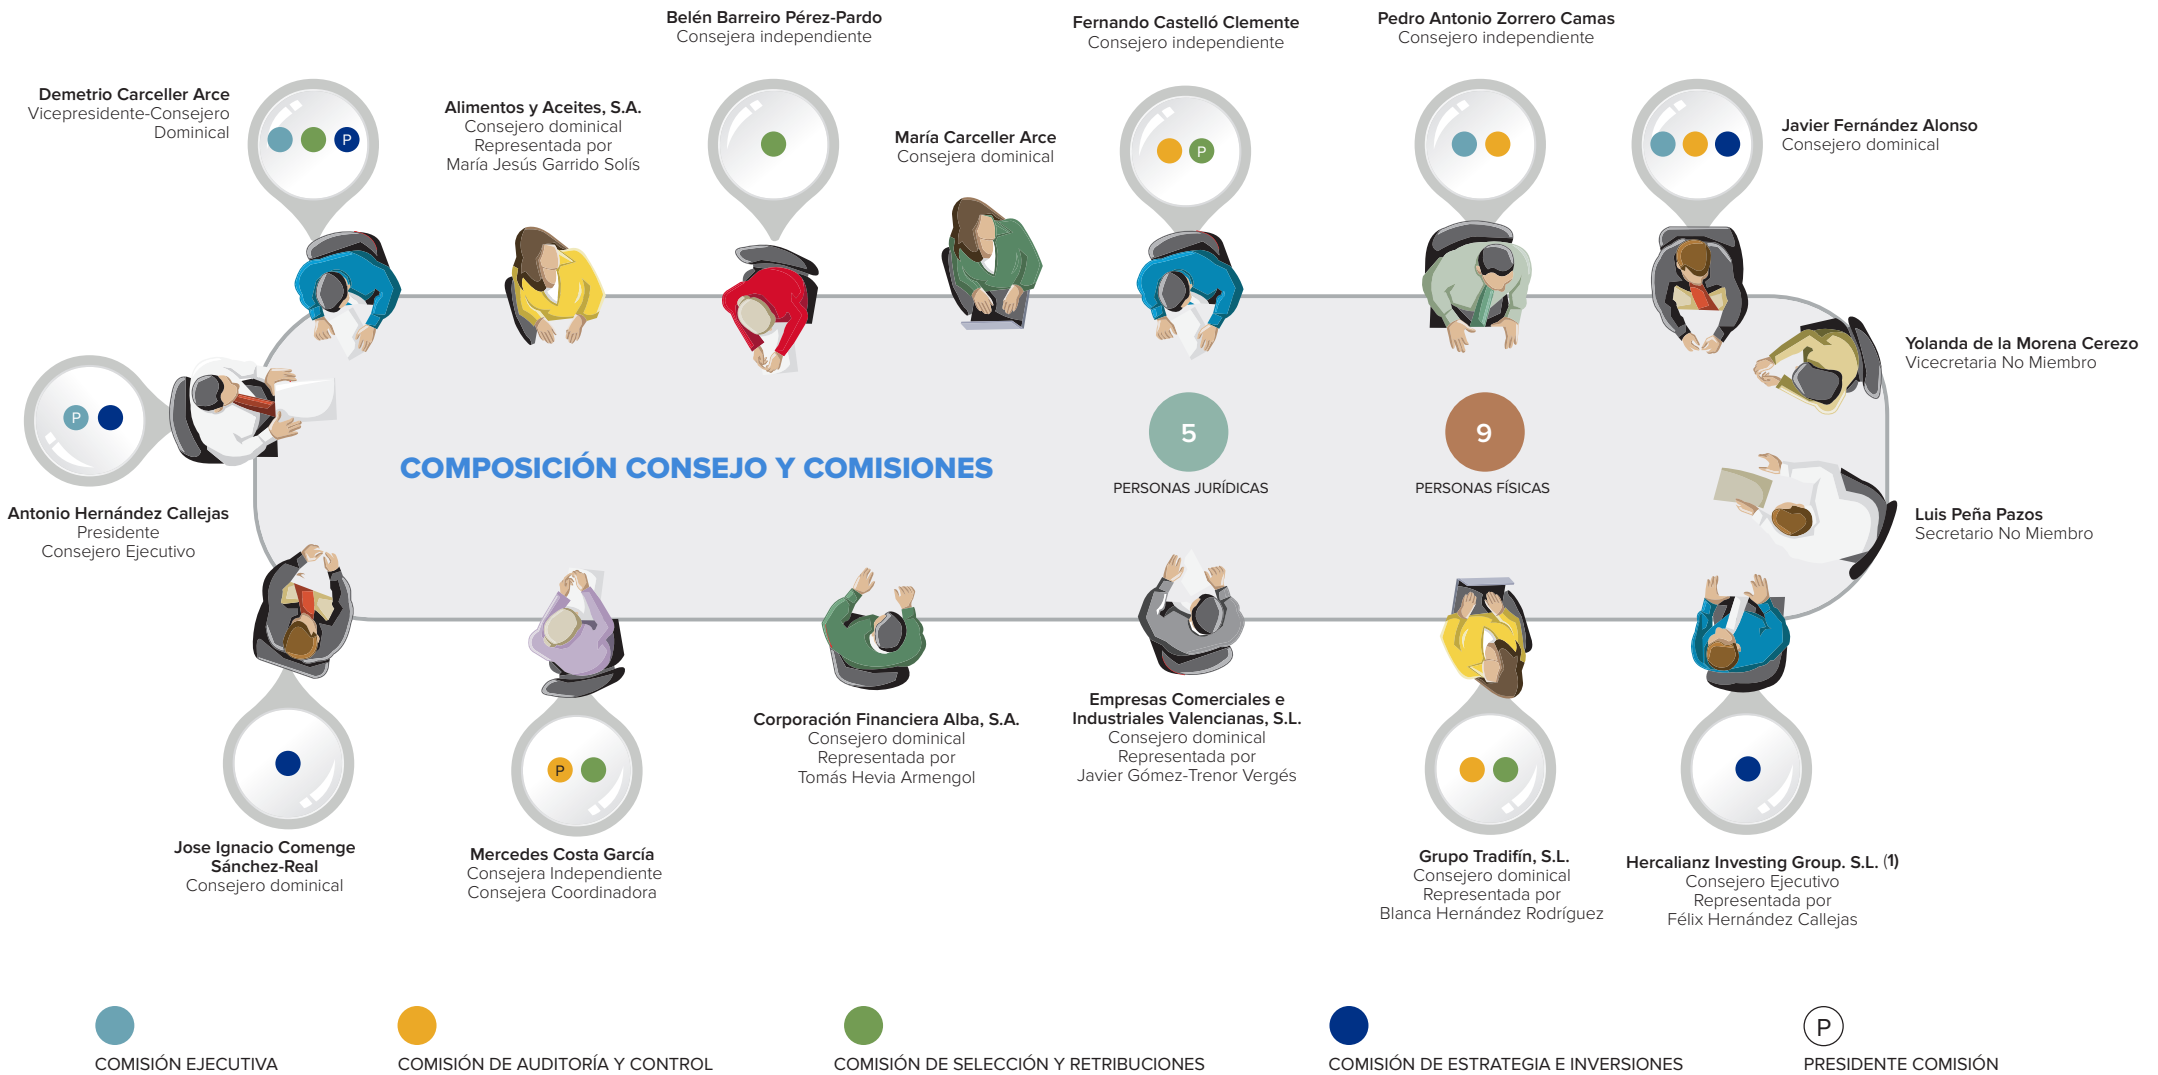 Belén Barreiro Pérez-Pardo
Consejera independiente
Fernando Castelló Clemente
Consejero independiente
Pedro Antonio Zorrero Camas
Consejero independiente
Demetrio Carceller Arce
Vicepresidente-Consejero
Dominical
P
Alimentos y Aceites, S.A.
Consejero dominical
Representada por
María Jesús Garrido Solís
María Carceller Arce
Consejera dominical
P
Javier Fernández Alonso
Consejero dominical
Yolanda de la Morena Cerezo
Vicecretaria No Miembro
P
Antonio Hernández Callejas
Presidente
Consejero Ejecutivo
COMPOSICIÓN CONSEJO Y COMISIONES
5
PERSONAS JURÍDICAS
9
PERSONAS FÍSICAS
Luis Peña Pazos
Secretario No Miembro
Jose Ignacio Comenge
Sánchez-Real
Consejero dominical
P
Mercedes Costa García
Consejera Independiente
Consejera Coordinadora
Corporación Financiera Alba, S.A.
Consejero dominical
Representada por
Tomás Hevia Armengol
Empresas Comerciales e
Industriales Valencianas, S.L.
Consejero dominical
Representada por
Javier Gómez-Trenor Vergés
Grupo Tradifín, S.L.
Consejero dominical
Representada por
Blanca Hernández Rodríguez
Hercalianz Investing Group. S.L. (1)
Consejero Ejecutivo
Representada por
Félix Hernández Callejas
COMISIÓN EJECUTIVA
COMISIÓN DE AUDITORÍA Y CONTROL
COMISIÓN DE SELECCIÓN Y RETRIBUCIONES
COMISIÓN DE ESTRATEGIA E INVERSIONES
P
PRESIDENTE COMISIÓN